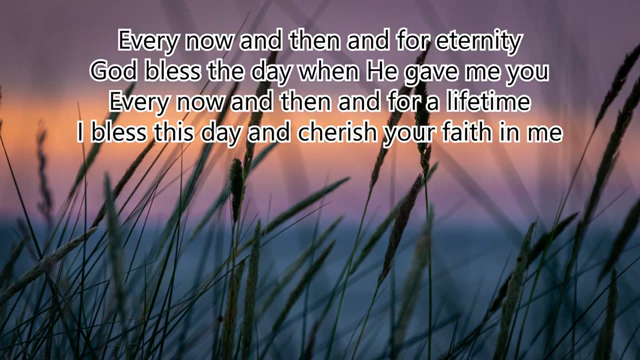 Every now and then and for eternity
God bless the day when He gave me you
Every now and then and for a lifetime
I bless this day and cherish your faith in me